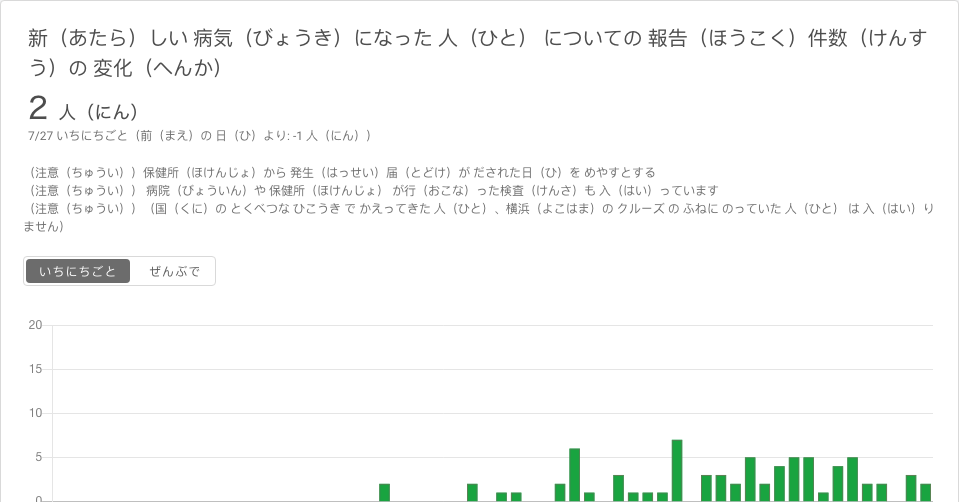 新（あたら）しい 病気（びょうき）になった 人（ひと） についての 報告（ほうこく）件数（けんす
う）の 変化（へんか）
2 人（にん）
7/27 いちにちごと（前（まえ）の 日（ひ）より: -1 人（にん））
（注意（ちゅうい））保健所（ほけんじょ）から 発生（はっせい）届（とどけ）が だされた日（ひ）を めやすとする
（注意（ちゅうい）） 病院（びょういん）や 保健所（ほけんじょ） が行（おこな）った検査（けんさ）も 入（はい）っています
（注意（ちゅうい））（国（くに）の とくべつな ひこうき で かえってきた 人（ひと）、横浜（よこはま）の クルーズ の ふねに のっていた 人（ひと） は 入（はい）り
ません）
いちにちごと ぜんぶで
20
15
10
5
0